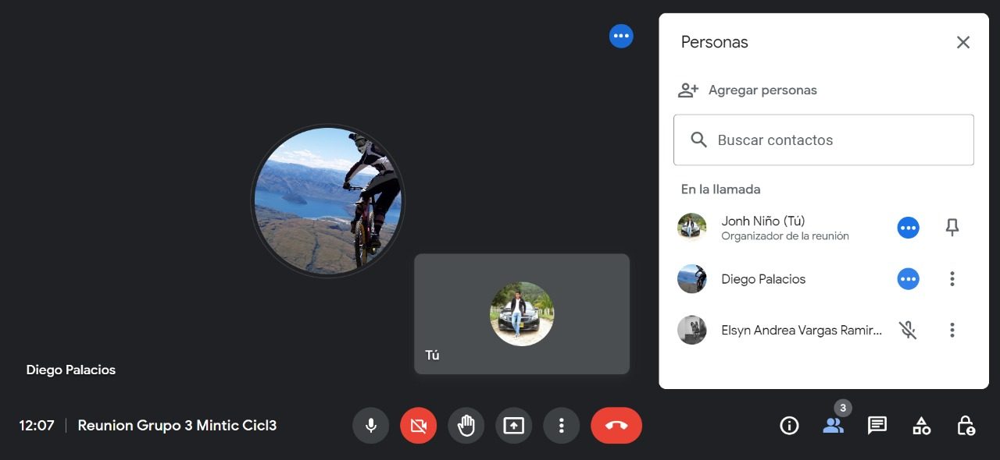 Diego Palacios
Tú
12:07 | Reunion Grupo 3 Mintic Cicl3
Personas
Agregar personas
Buscar contactos
En la llamada
Jonh Niño (Tú)
Organizador de la reunión
Diego Palacios
Elsyn Andrea Vargas Ramir...
3